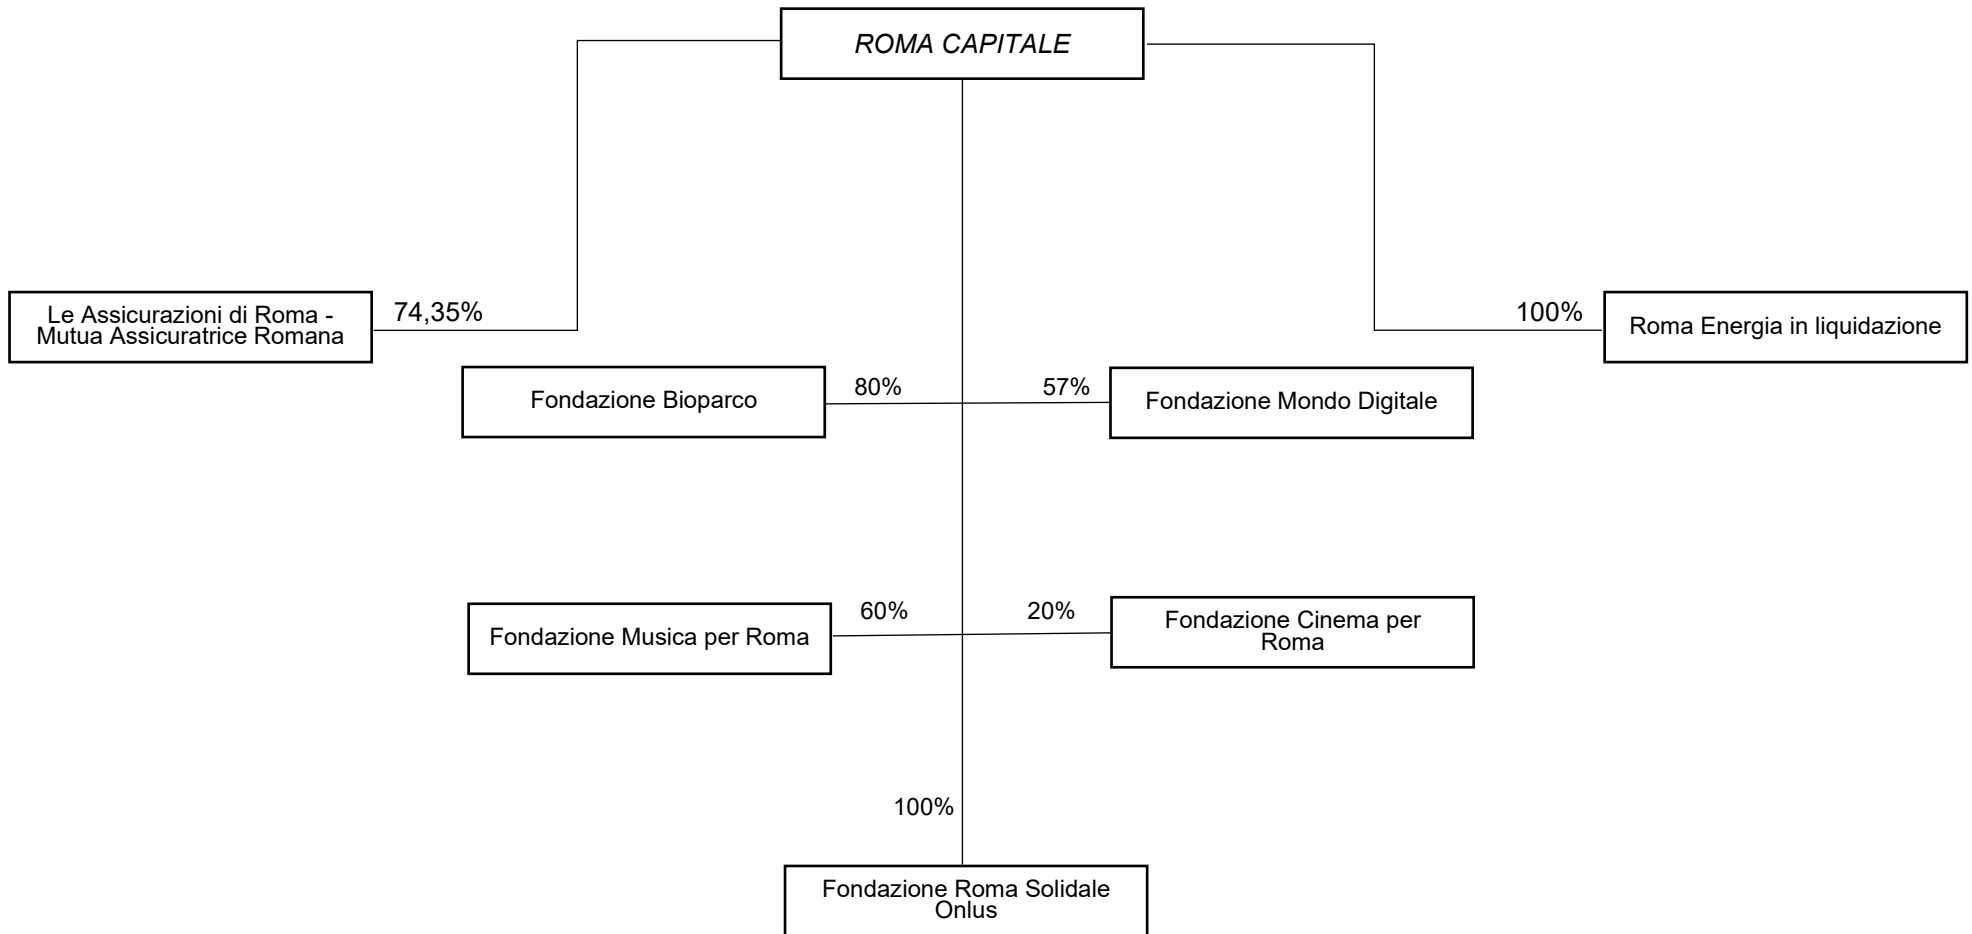 ROMA CAPITALE
Le Assicurazioni di Roma -
Mutua Assicuratrice Romana
74,35%
100%
Roma Energia in liquidazione
Fondazione Bioparco
80%
57%
Fondazione Mondo Digitale
Fondazione Musica per Roma
60%
20%
Fondazione Cinema per
Roma
100%
Fondazione Roma Solidale
Onlus